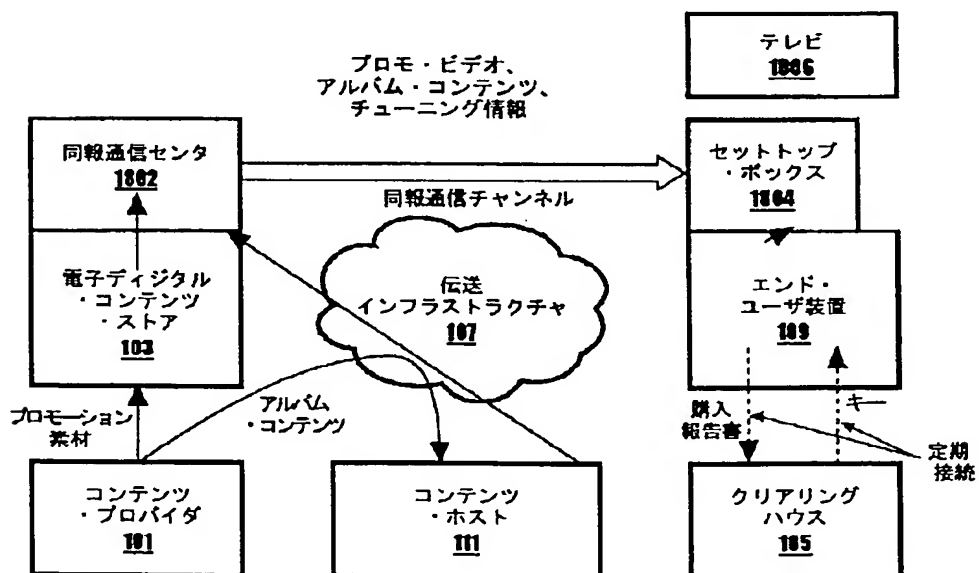 テレビ
1806
プロモ・ビデオ、
アルバム・コンテンツ、
チューニング情報
同報通信センタ
1802
セットトップ
・ボックス
1804
同報通信チャンネル
電子ディジタル
・コンテンツ
・ストア
103
伝送
インフラストラクチャ
107
エンド・
ユーザ装置
109
プロモーション
素材
アルバム
・コンテンツ
購入
報告書
キー
定期
接続
コンテンツ
・プロバイダ
101
コンテンツ
・ホスト
111
クリアリング
ハウス
105